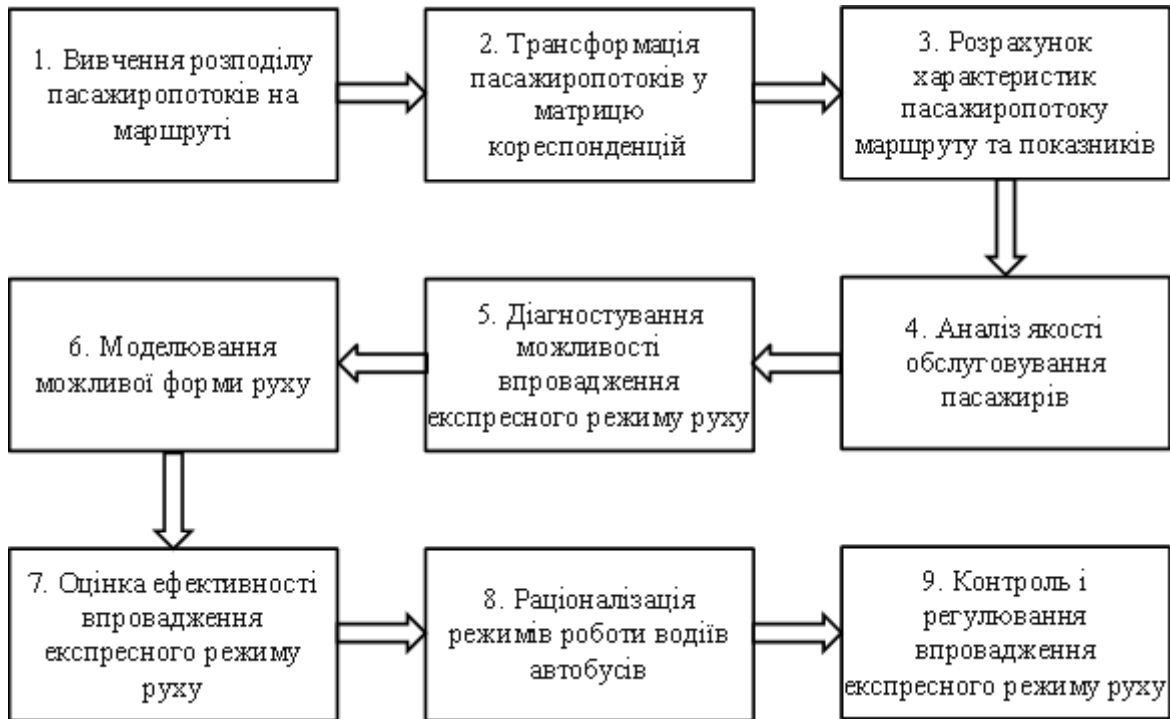 1. Вивчення розподілу
пасажиропотоків на
маршруті
2. Трансформація
пасажиропотоків у
матрицю
кореспонденцій
3. Розрахунок
характеристик
пасажиропотоку
маршруту та показників
4. Аналіз якості
обслуговування
пасажирів
5. Діагностування
можливості
впровадження
експресного режиму руху
6. Моделювання
можливої форми руху
7. Оцінка ефективності
впровадження
експресного режиму
руху
8. Раціоналізація
режимів роботи водіїв
автобусів
9. Контроль і
регулювання
впровадження
експресного режиму руху